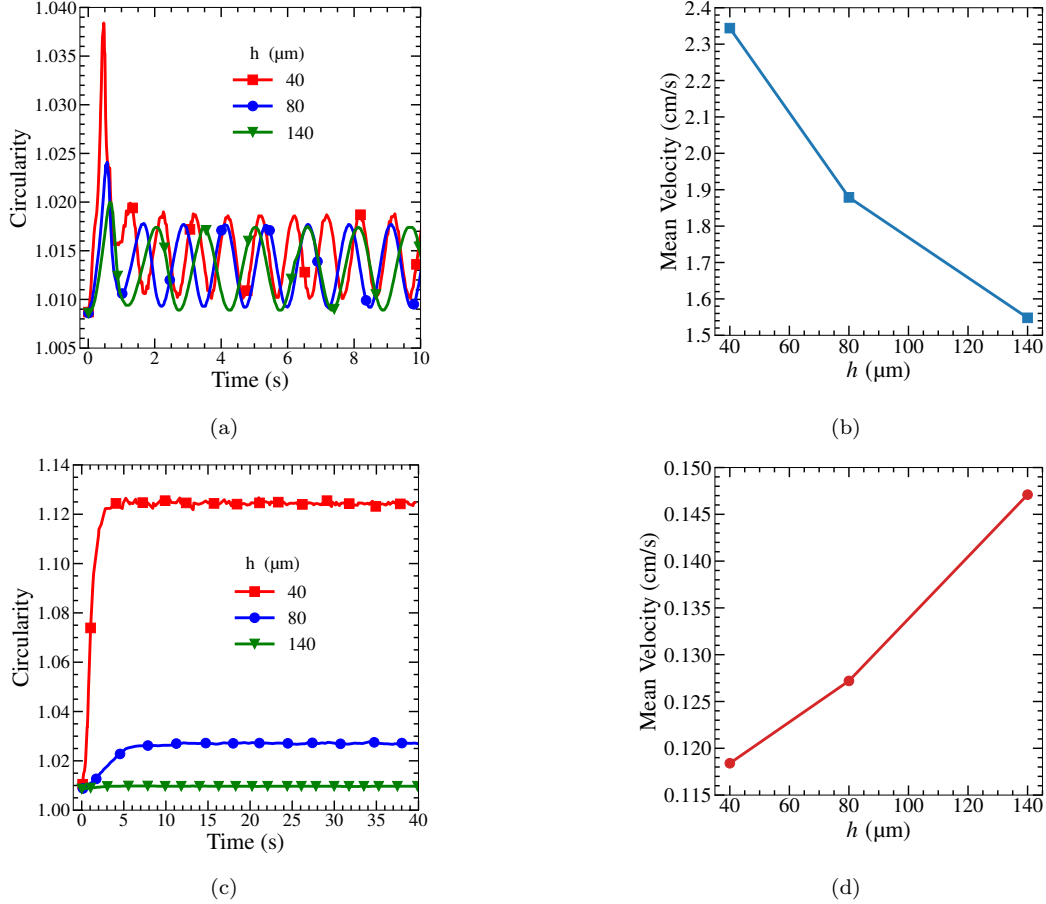 1.040
1.035
1.030
1.025
1.020
1.015
1.010
1.005
Circularity
h (μm)
40
80
140
0 2 4 6 8 10
Time (s)
(a)
2.4
2.3
2.2
2.1
2.0
1.9
1.8
1.7
1.6
1.5
Mean Velocity (cm/s)
40 60 80 100 120 140
h (μm)
(b)
1.14
1.12
1.10
1.08
1.06
1.04
1.02
1.00
Circularity
h (μm)
40
80
140
0 5 10 15 20 25 30 35 40
Time (s)
(c)
0.150
0.145
0.140
0.135
0.130
0.125
0.120
0.115
Mean Velocity (cm/s)
40 60 80 100 120 140
h (μm)
(d)